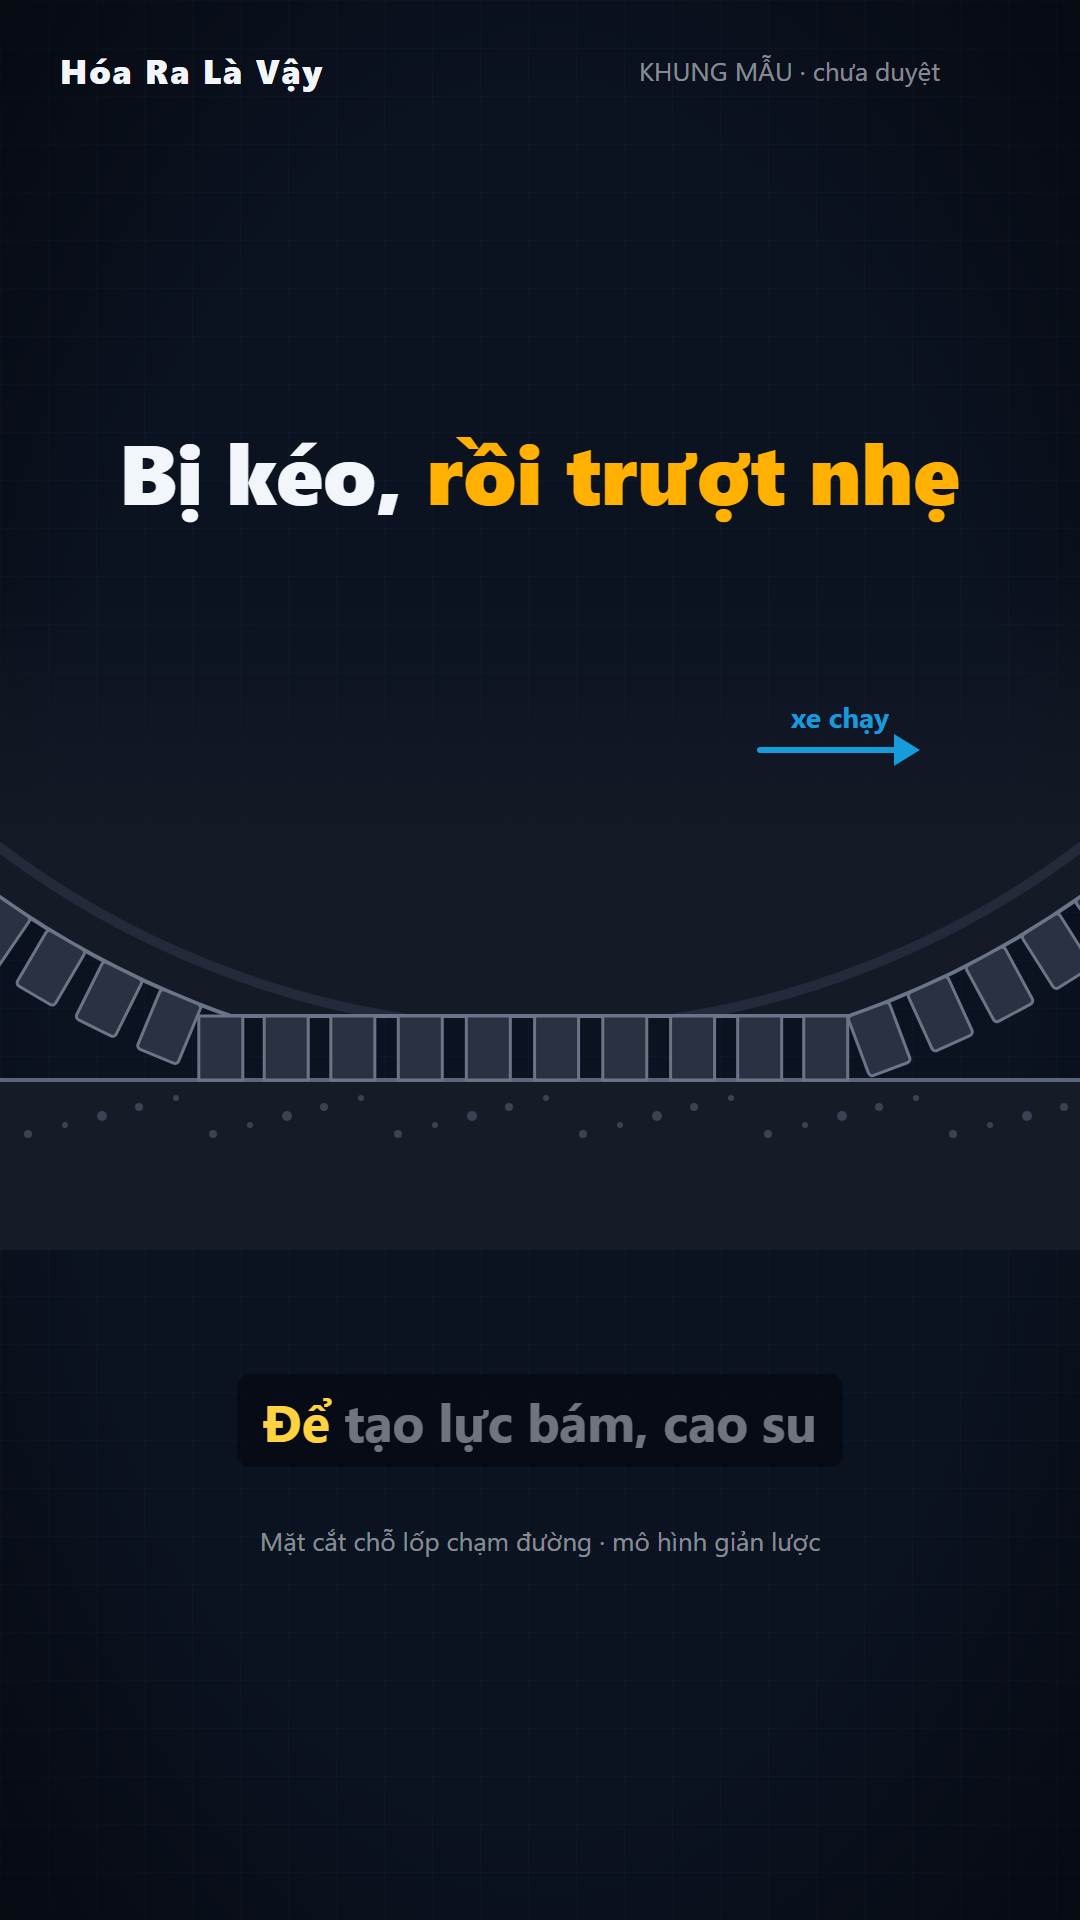 Hóa Ra Là Vậy
KHUNG MẪU · chưa duyệt
Bị kéo, rồi trượt nhẹ
xe chạy
Để tạo lực bám, cao su
Mặt cắt chỗ lốp chạm đường · mô hình giản lược